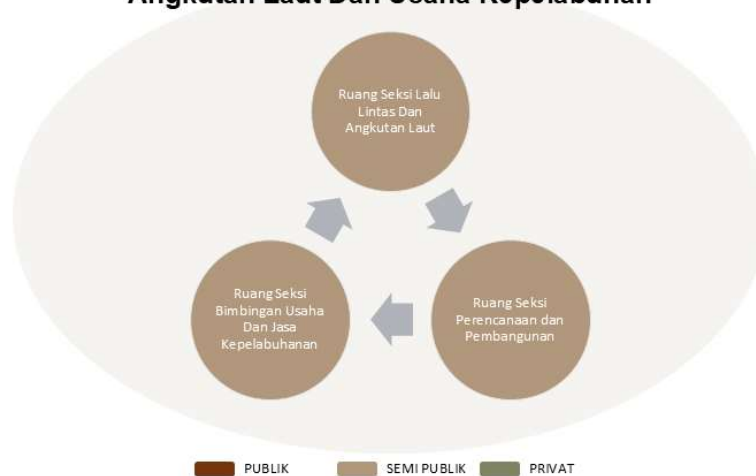 Angkutan Laut Dan Usaha Kepelabuhan
Ruang Seksi Lalu
Lintas Dan
Angkutan Laut
Ruang Seksi
Bimbingan Usaha
Dan Jasa
Kepelabuhanan
Ruang Seksi
Perencanaan dan
Pembangunan
PUBLIK
SEMI PUBLIK
PRIVAT